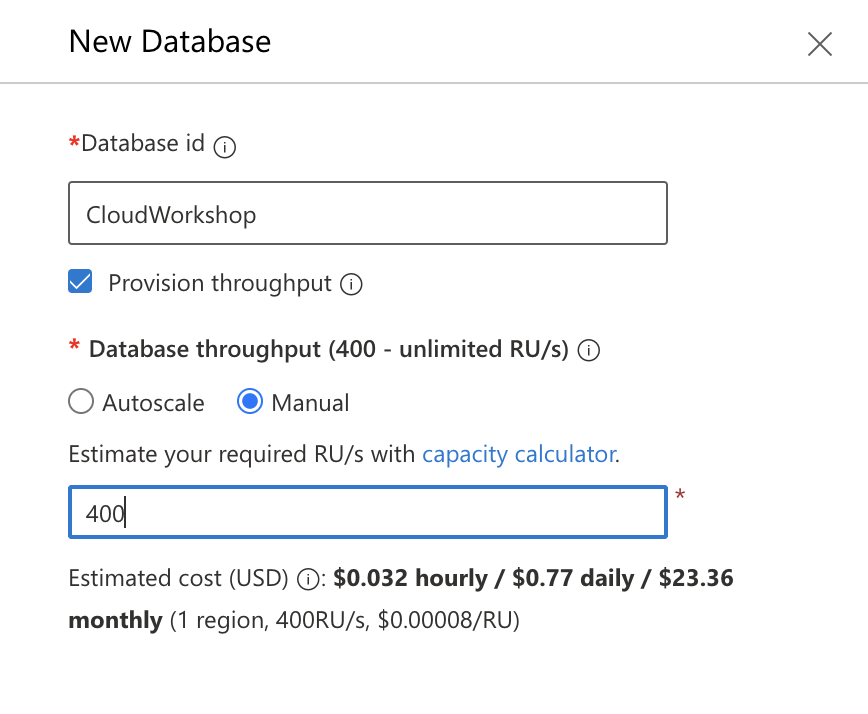 New Database
*Database id
CloudWorkshop
Provision throughput
* Database throughput (400 - unlimited RU/s)
Autoscale Manual
Estimate your required RU/s with capacity calculator.
400 *
Estimated cost (USD) : $0.032 hourly / $0.77 daily / $23.36
monthly (1 region, 400RU/s, $0.00008/RU)